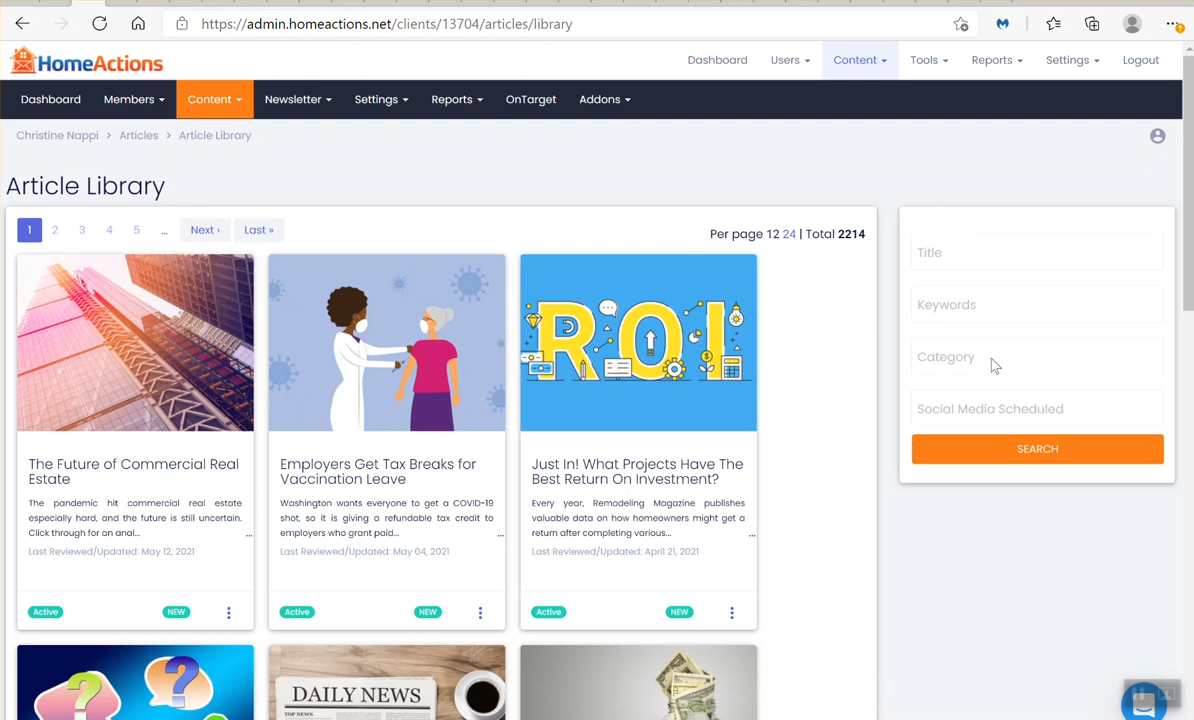 https://admin.homeactions.net/clients/13704/articles/library
HomeActions
Dashboard Users Content Tools Reports Settings Logout
Dashboard Members Content Newsletter Settings Reports OnTarget Addons
Christine Nappi > Articles > Article Library
Article Library
1 2 3 4 5 ... Next › Last »
Per page 12 24 | Total 2214
Title
Keywords
Category
Social Media Scheduled
SEARCH
ROI
The Future of Commercial Real
Estate
The pandemic hit commercial real estate
especially hard, and the future is still uncertain.
Click through for an anal...
...
Last Reviewed/Updated: May 12, 2021
Active NEW
Employers Get Tax Breaks for
Vaccination Leave
Washington wants everyone to get a COVID-19
shot, so it is giving a refundable tax credit to
employers who grant paid...
...
Last Reviewed/Updated: May 04, 2021
Active NEW
Just In! What Projects Have The
Best Return On Investment?
Every year, Remodeling Magazine publishes
valuable data on how homeowners might get a
return after completing various...
...
Last Reviewed/Updated: April 21, 2021
Active NEW
? ?
DAILY NEWS
TOP NEWS